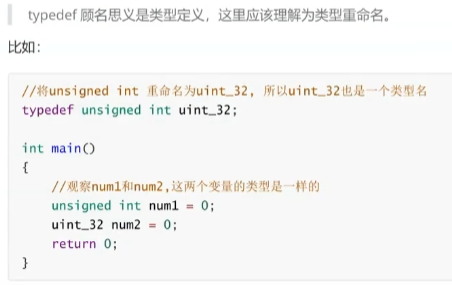 typedef 顾名思义是类型定义，这里应该理解为类型重命名。
比如：
//将unsigned int 重命名为uint_32, 所以uint_32也是一个类型名
typedef unsigned int uint_32;
int main()
{
//观察num1和num2,这两个变量的类型是一样的
unsigned int num1 = 0;
uint_32 num2 = 0;
return 0;
}